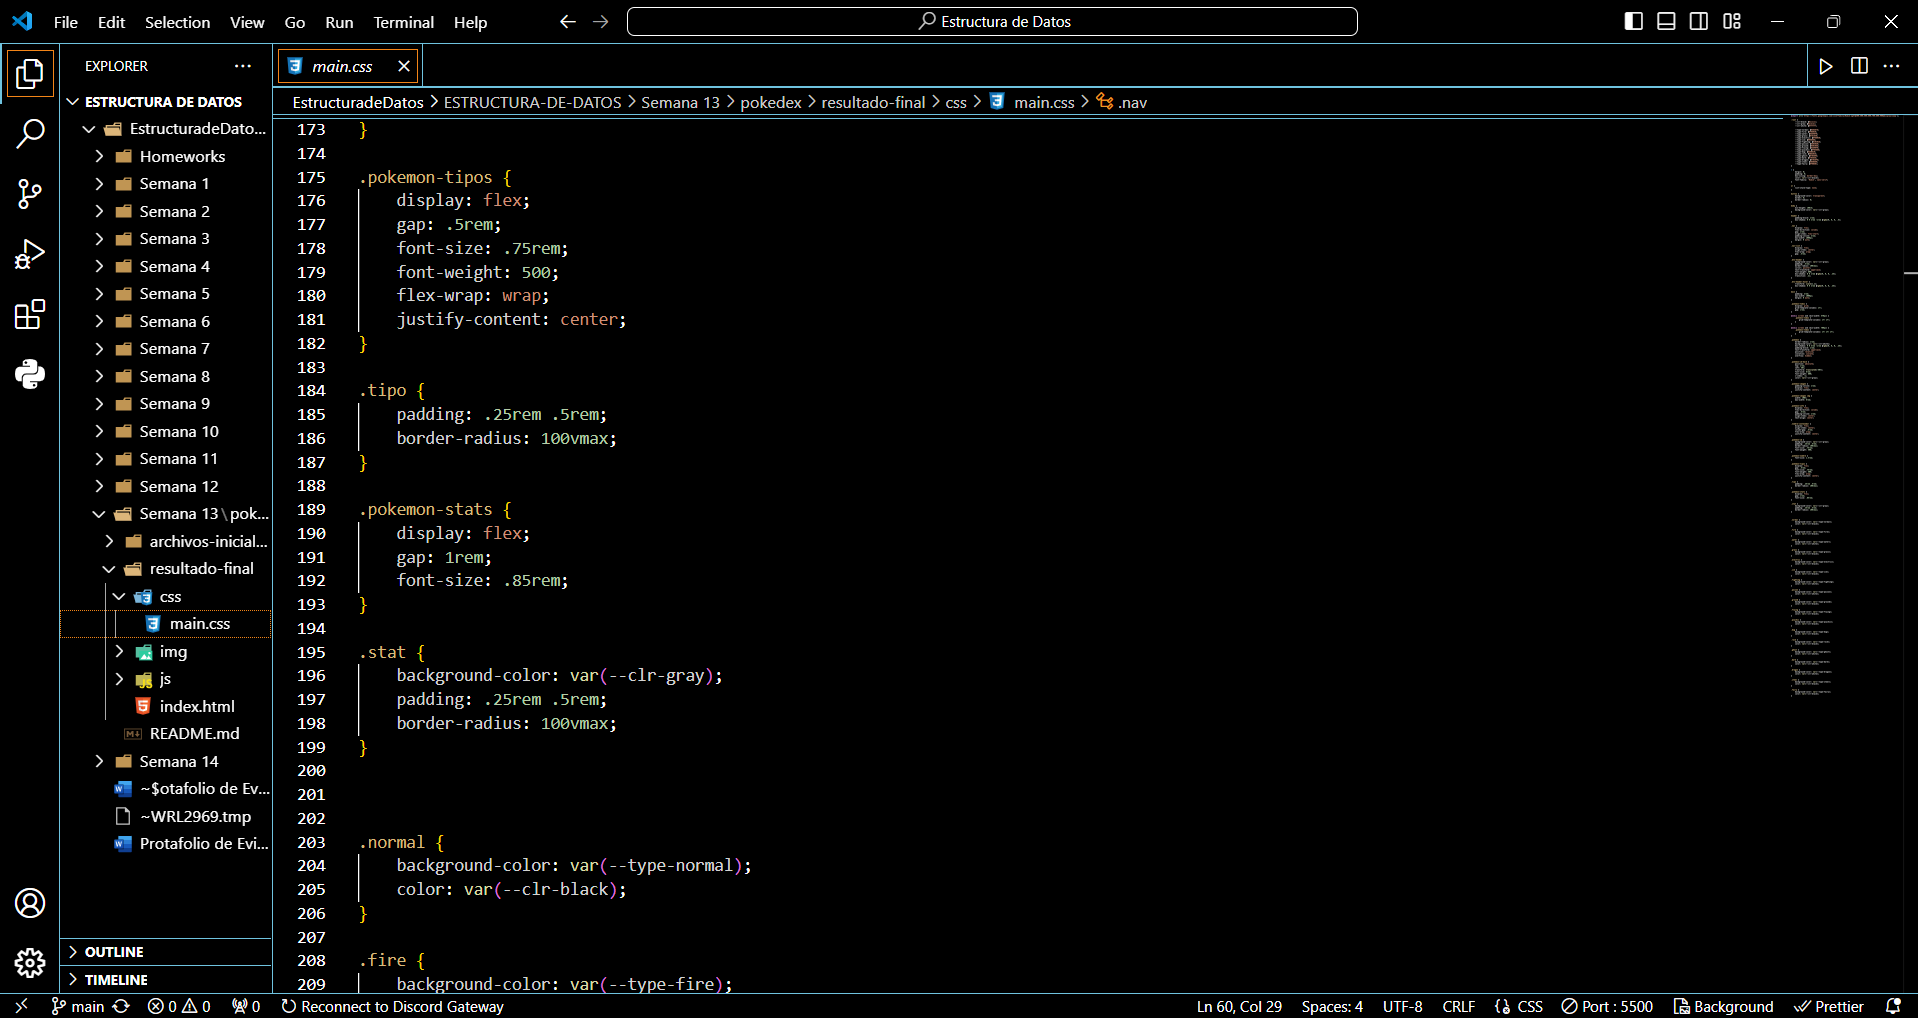 File Edit Selection View Go Run Terminal Help
Estructura de Datos
EXPLORER
ESTRUCTURA DE DATOS
EstructuradeDato...
Homeworks
Semana 1
Semana 2
Semana 3
Semana 4
Semana 5
Semana 6
Semana 7
Semana 8
Semana 9
Semana 10
Semana 11
Semana 12
Semana 13\pok...
archivos-inicial...
resultado-final
css
main.css
img
js
index.html
README.md
Semana 14
~$otafolio de Ev...
~WRL2969.tmp
Protafolio de Evi...
OUTLINE
TIMELINE
main.css
EstructuradeDatos > ESTRUCTURA-DE-DATOS > Semana 13 > pokedex > resultado-final > css > main.css > .nav
173 }
174
175 .pokemon-tipos {
176 display: flex;
177 gap: .5rem;
178 font-size: .75rem;
179 font-weight: 500;
180 flex-wrap: wrap;
181 justify-content: center;
182 }
183
184 .tipo {
185 padding: .25rem .5rem;
186 border-radius: 100vmax;
187 }
188
189 .pokemon-stats {
190 display: flex;
191 gap: 1rem;
192 font-size: .85rem;
193 }
194
195 .stat {
196 background-color: var(--clr-gray);
197 padding: .25rem .5rem;
198 border-radius: 100vmax;
199 }
200
201
202
203 .normal {
204 background-color: var(--type-normal);
205 color: var(--clr-black);
206 }
207
208 .fire {
209 background-color: var(--type-fire);
main 0 0 0 Reconnect to Discord Gateway Ln 60, Col 29 Spaces: 4 UTF-8 CRLF {} CSS Port : 5500 Background Prettier